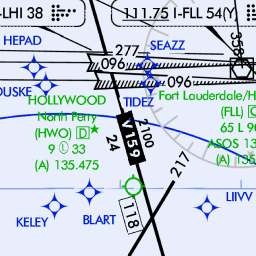 -LHI 38
111.75 I-FLL 54(Y)
HEPAD
SEAZZ
358
277
096
096
OUSKE
TIDEZ
HOLLYWOOD
North Perry
(HWO) D
9 L 33
(A) 135.475
Fort Lauderdale/H
(FLL) C
65 L 9
ASOS 13
(A) 135
V159
2100
24
217
118
KELEY
BLART
LIIVV